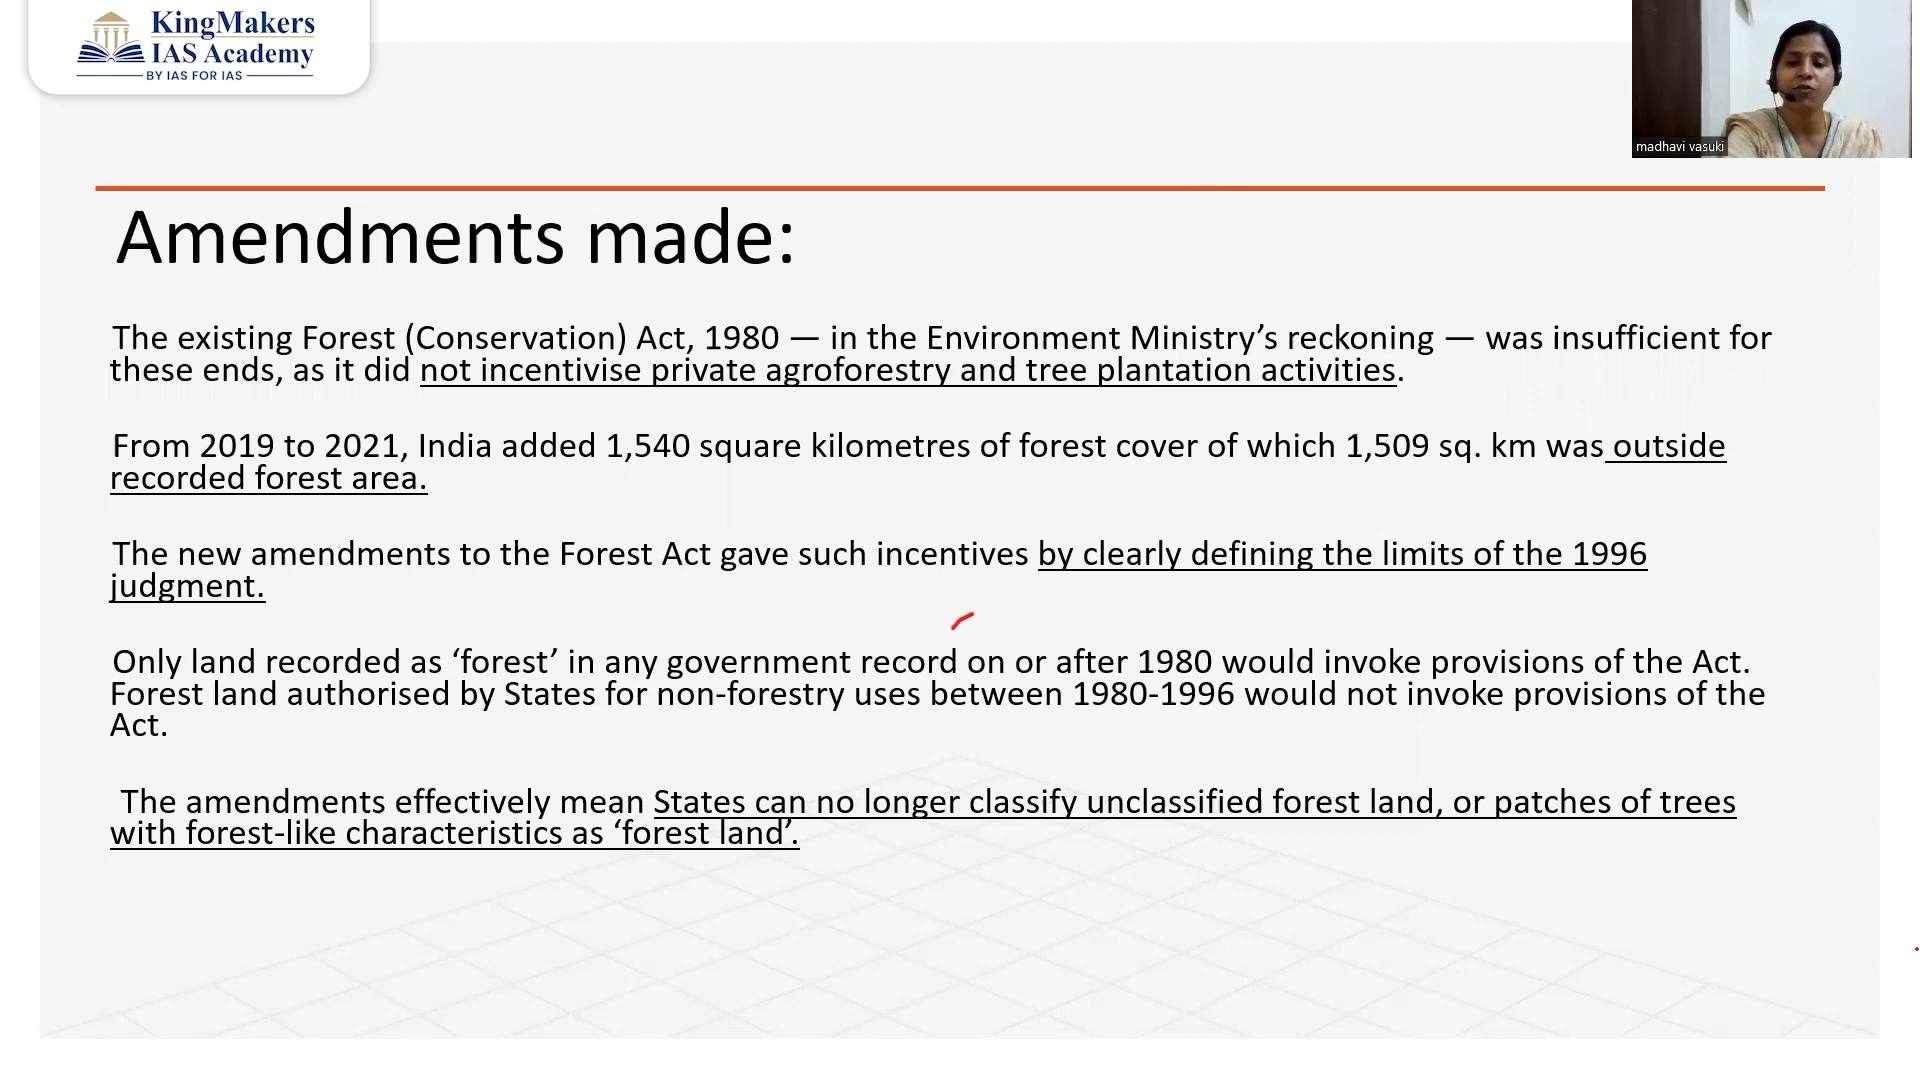 KingMakers
IAS Academy
BY IAS FOR IAS
madhavi vasuki
Amendments made:
The existing Forest (Conservation) Act, 1980 — in the Environment Ministry’s reckoning — was insufficient for
these ends, as it did not incentivise private agroforestry and tree plantation activities.
From 2019 to 2021, India added 1,540 square kilometres of forest cover of which 1,509 sq. km was outside
recorded forest area.
The new amendments to the Forest Act gave such incentives by clearly defining the limits of the 1996
judgment.
Only land recorded as ‘forest’ in any government record on or after 1980 would invoke provisions of the Act.
Forest land authorised by States for non-forestry uses between 1980-1996 would not invoke provisions of the
Act.
The amendments effectively mean States can no longer classify unclassified forest land, or patches of trees
with forest-like characteristics as ‘forest land’.